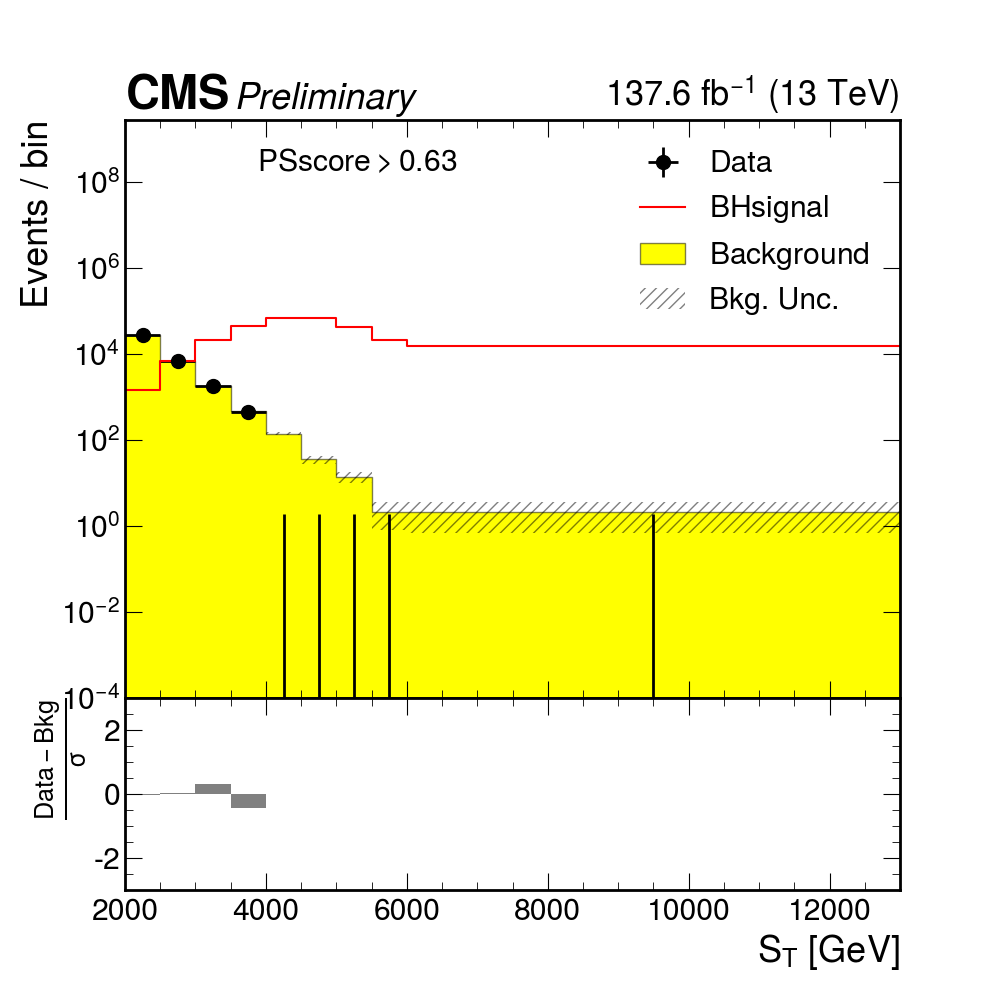 CMS Preliminary 137.6 fb⁻¹ (13 TeV)
Events / bin
PSscore > 0.63
Data
BHsignal
Background
Bkg. Unc.
10⁸
10⁶
10⁴
10²
10⁰
10⁻²
10⁻⁴
Data − Bkg
σ
2
0
-2
2000 4000 6000 8000 10000 12000
S_T [GeV]